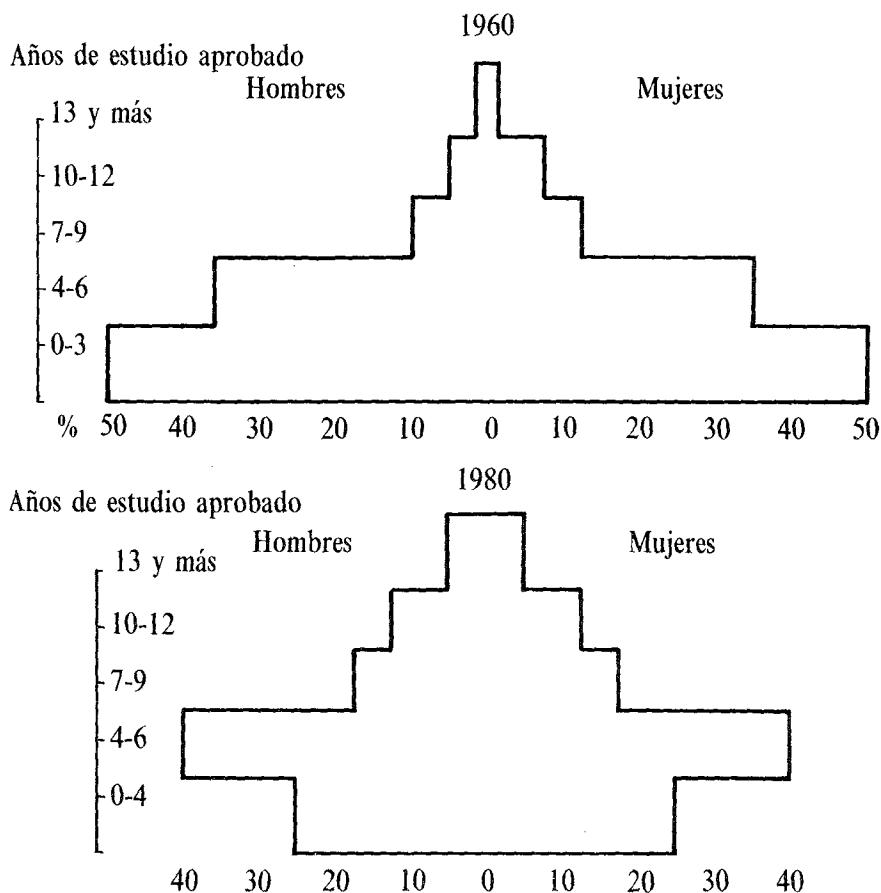 1960
Años de estudio aprobado
Hombres Mujeres
13 y más
10-12
7-9
4-6
0-3
% 50 40 30 20 10 0 10 20 30 40 50
1980
Años de estudio aprobado
Hombres Mujeres
13 y más
10-12
7-9
4-6
0-4
40 30 20 10 0 10 20 30 40